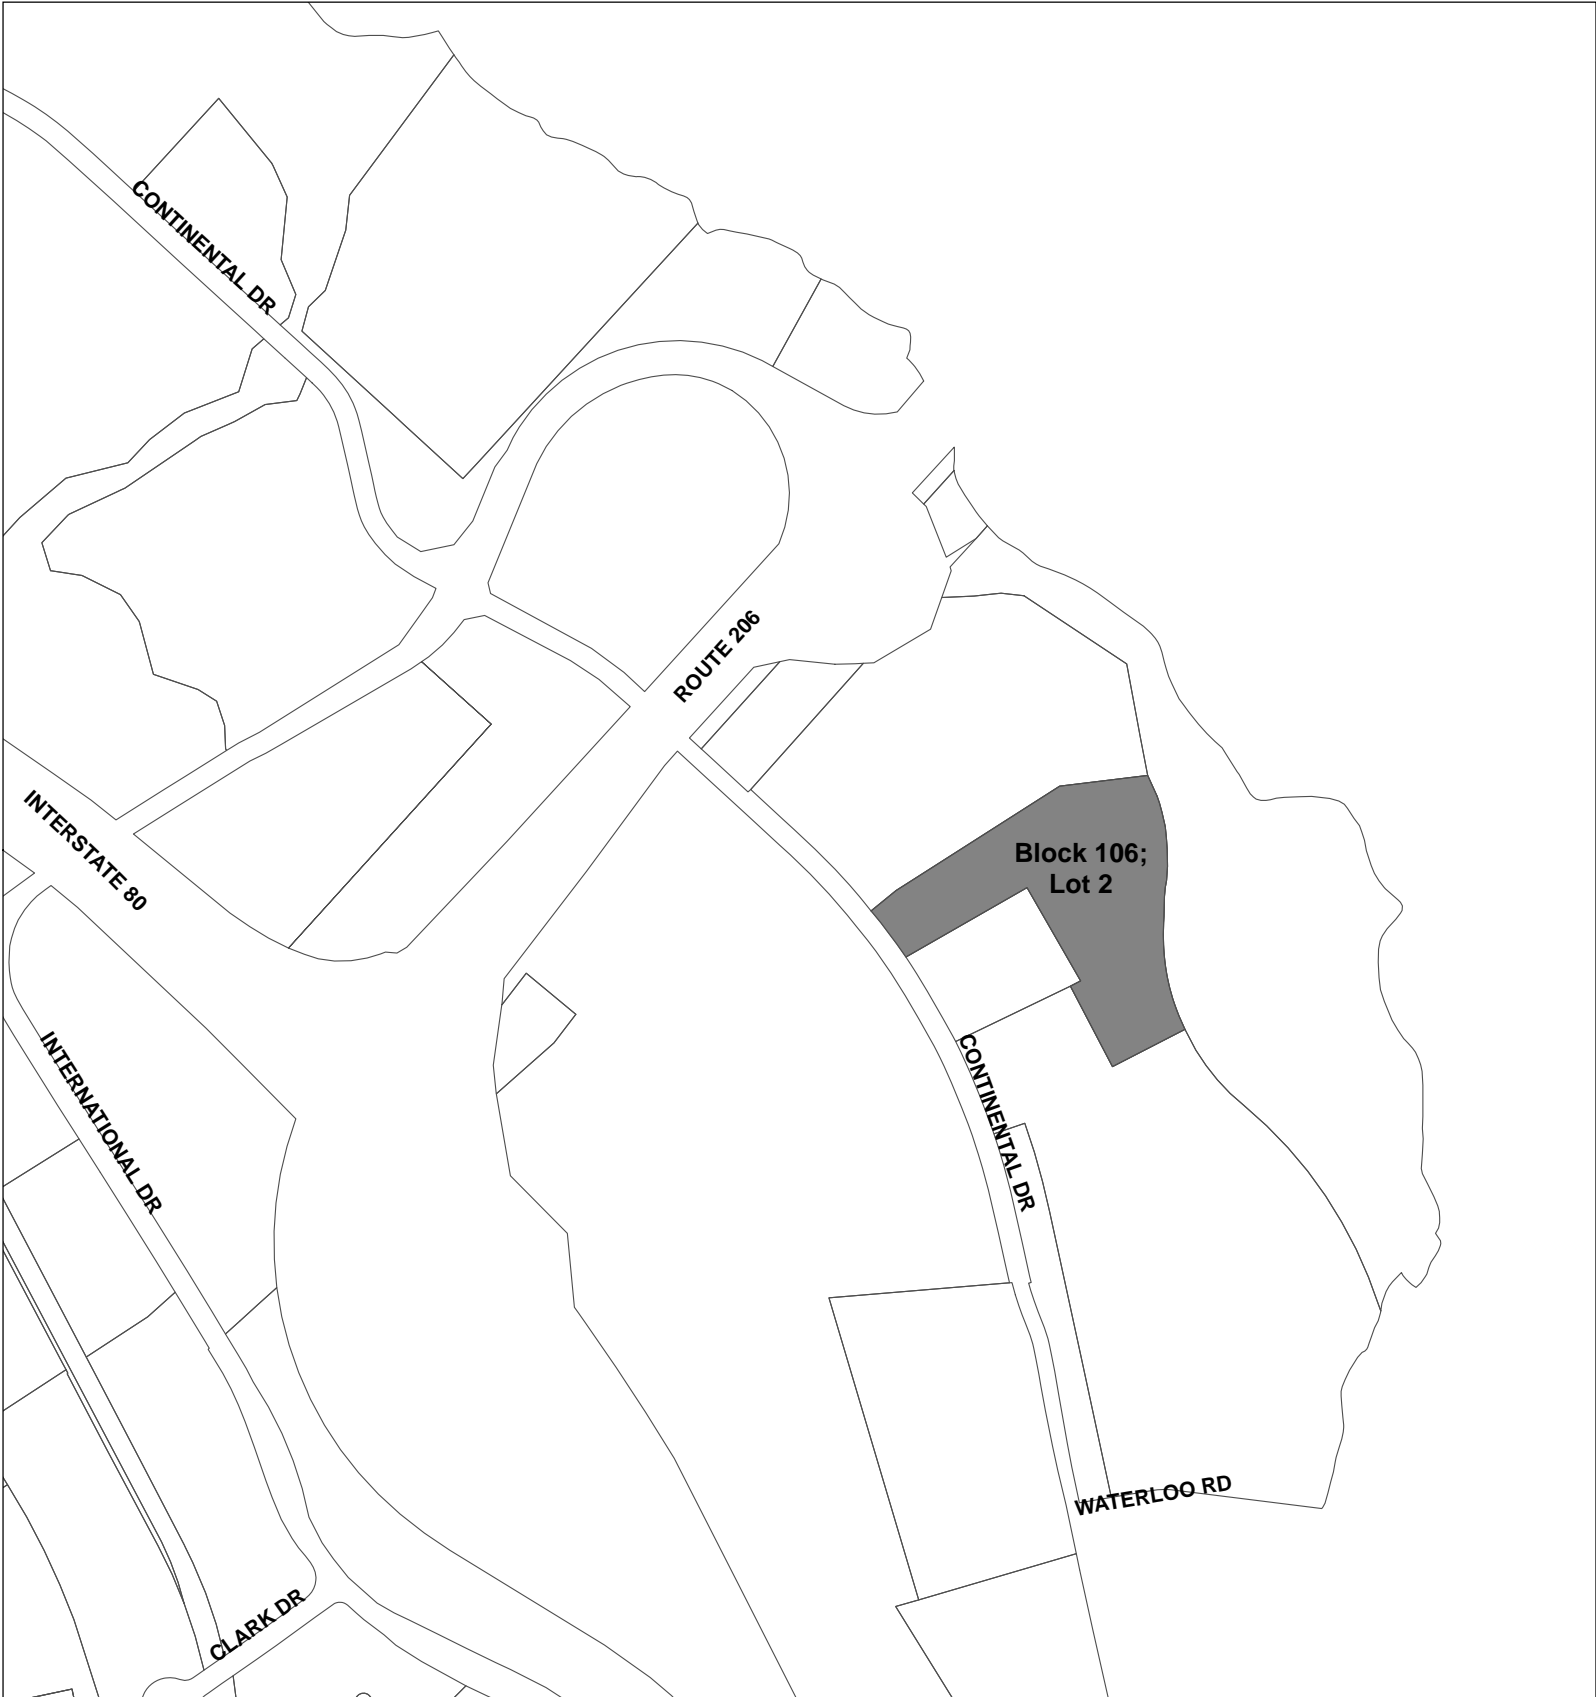 CONTINENTAL DR
ROUTE 206
INTERSTATE 80
Block 106;
Lot 2
INTERNATIONAL DR
CONTINENTAL DR
WATERLOO RD
CLARK DR